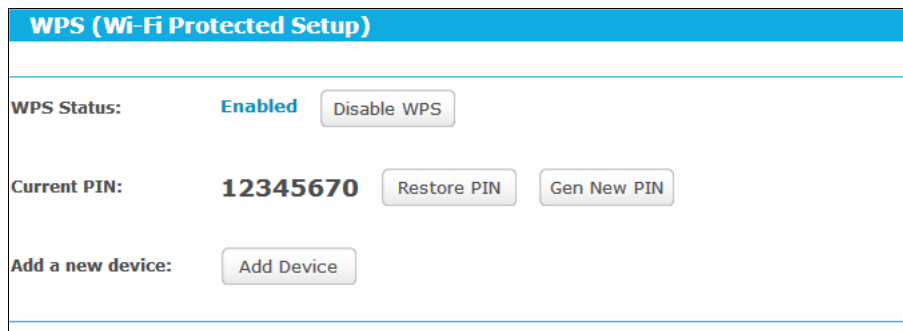 WPS (Wi-Fi Protected Setup)
WPS Status: Enabled Disable WPS
Current PIN: 12345670 Restore PIN Gen New PIN
Add a new device: Add Device